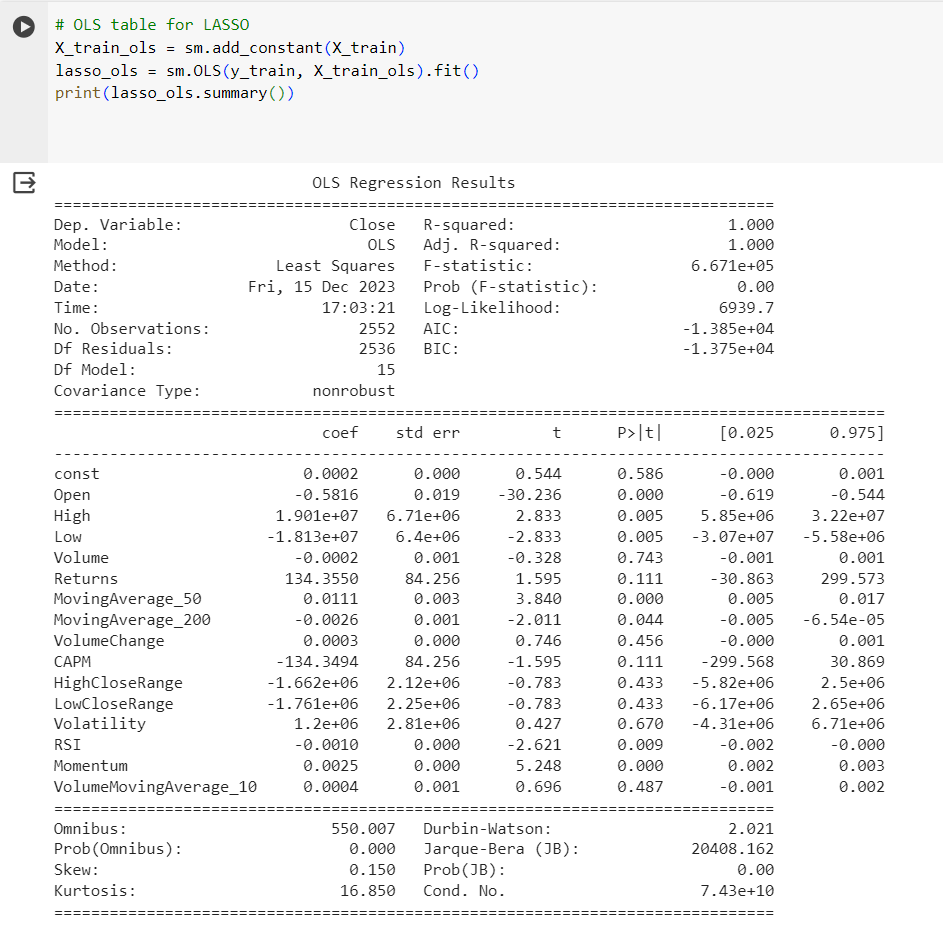 # OLS table for LASSO
X_train_ols = sm.add_constant(X_train)
lasso_ols = sm.OLS(y_train, X_train_ols).fit()
print(lasso_ols.summary())
OLS Regression Results
==============================================================================
Dep. Variable: Close R-squared: 1.000
Model: OLS Adj. R-squared: 1.000
Method: Least Squares F-statistic: 6.671e+05
Date: Fri, 15 Dec 2023 Prob (F-statistic): 0.00
Time: 17:03:21 Log-Likelihood: 6939.7
No. Observations: 2552 AIC: -1.385e+04
Df Residuals: 2536 BIC: -1.375e+04
Df Model: 15
Covariance Type: nonrobust
==========================================================================================
coef std err t P>|t| [0.025 0.975]
------------------------------------------------------------------------------------------
const 0.0002 0.000 0.544 0.586 -0.000 0.001
Open -0.5816 0.019 -30.236 0.000 -0.619 -0.544
High 1.901e+07 6.71e+06 2.833 0.005 5.85e+06 3.22e+07
Low -1.813e+07 6.4e+06 -2.833 0.005 -3.07e+07 -5.58e+06
Volume -0.0002 0.001 -0.328 0.743 -0.001 0.001
Returns 134.3550 84.256 1.595 0.111 -30.863 299.573
MovingAverage_50 0.0111 0.003 3.840 0.000 0.005 0.017
MovingAverage_200 -0.0026 0.001 -2.011 0.044 -0.005 -6.54e-05
VolumeChange 0.0003 0.000 0.746 0.456 -0.000 0.001
CAPM -134.3494 84.256 -1.595 0.111 -299.568 30.869
HighCloseRange -1.662e+06 2.12e+06 -0.783 0.433 -5.82e+06 2.5e+06
LowCloseRange -1.761e+06 2.25e+06 -0.783 0.433 -6.17e+06 2.65e+06
Volatility 1.2e+06 2.81e+06 0.427 0.670 -4.31e+06 6.71e+06
RSI -0.0010 0.000 -2.621 0.009 -0.002 -0.000
Momentum 0.0025 0.000 5.248 0.000 0.002 0.003
VolumeMovingAverage_10 0.0004 0.001 0.696 0.487 -0.001 0.002
==============================================================================
Omnibus: 550.007 Durbin-Watson: 2.021
Prob(Omnibus): 0.000 Jarque-Bera (JB): 20408.162
Skew: 0.150 Prob(JB): 0.00
Kurtosis: 16.850 Cond. No. 7.43e+10
==============================================================================